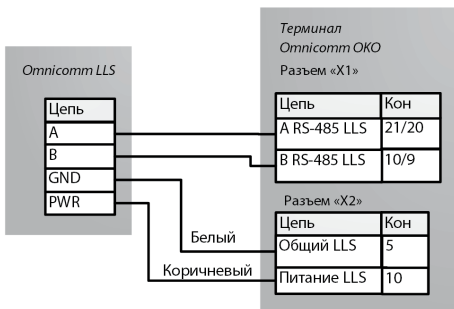 Omnicomm LLS
Цепь
A
B
GND
PWR
Терминал
Omnicomm ОКО
Разъем «X1»
Цепь Кон
A RS-485 LLS 21/20
B RS-485 LLS 10/9
Разъем «X2»
Цепь Кон
Общий LLS 5
Питание LLS 10
Белый
Коричневый